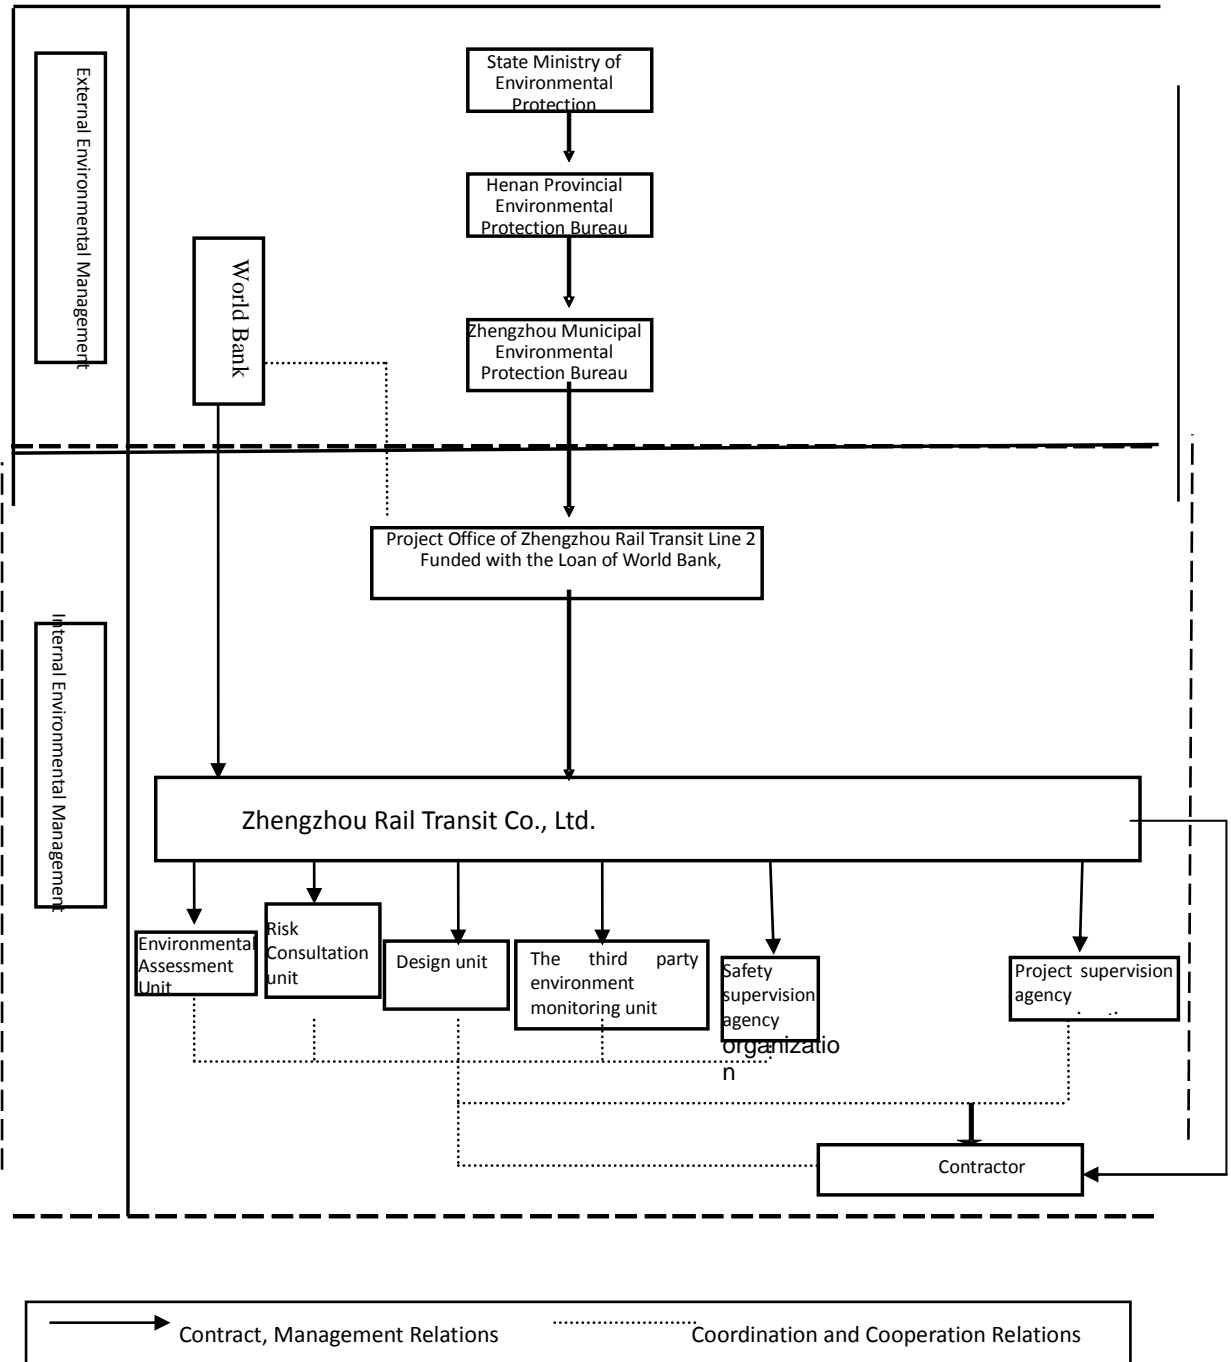 External Environmental Management
State Ministry of
Environmental
Protection
Henan Provincial
Environmental
Protection Bureau
World Bank
Zhengzhou Municipal
Environmental
Protection Bureau
Project Office of Zhengzhou Rail Transit Line 2
Funded with the Loan of World Bank,
Internal Environmental Management
Zhengzhou Rail Transit Co., Ltd.
Environmental
Assessment
Unit
Risk
Consultation
unit
Design unit
The third party
environment
monitoring unit
Safety
supervision
agency
organizatio
n
Project supervision
agency
Contractor
Contract, Management Relations
Coordination and Cooperation Relations